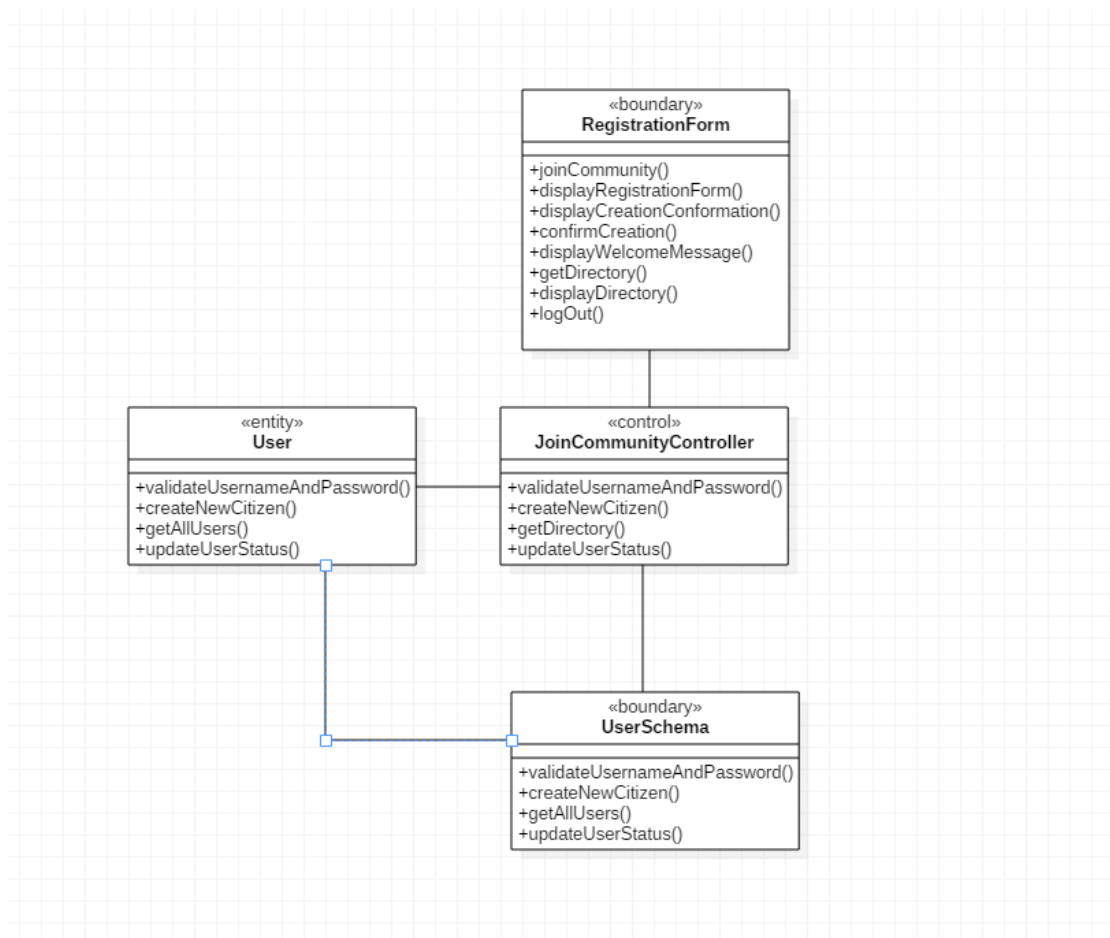 «boundary»
RegistrationForm
+joinCommunity()
+displayRegistrationForm()
+displayCreationConformation()
+confirmCreation()
+displayWelcomeMessage()
+getDirectory()
+displayDirectory()
+logOut()
«entity»
User
+validateUsernameAndPassword()
+createNewCitizen()
+getAllUsers()
+updateUserStatus()
«control»
JoinCommunityController
+validateUsernameAndPassword()
+createNewCitizen()
+getDirectory()
+updateUserStatus()
«boundary»
UserSchema
+validateUsernameAndPassword()
+createNewCitizen()
+getAllUsers()
+updateUserStatus()